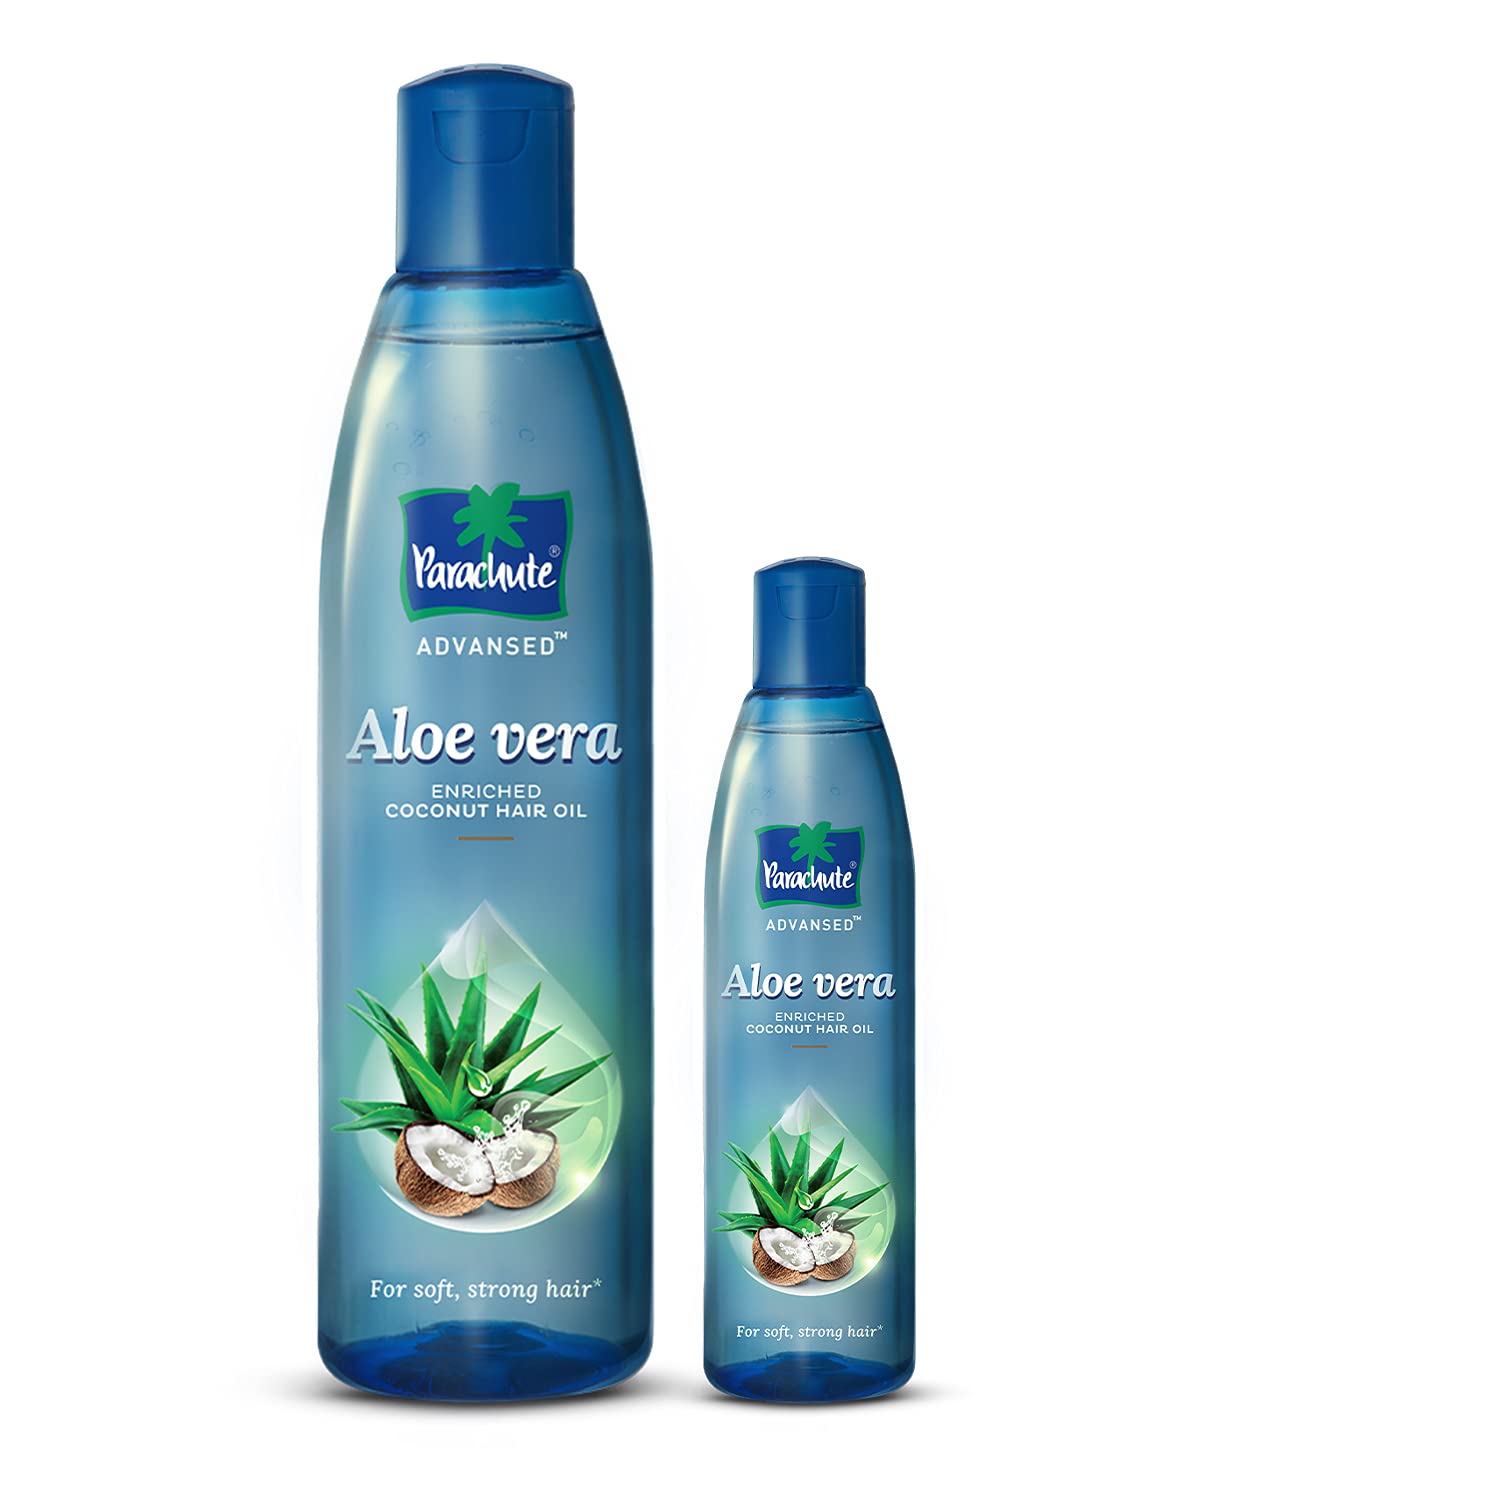 Parachute®
ADVANSED™
Aloe vera
ENRICHED
COCONUT HAIR OIL
For soft, strong hair*
Parachute®
ADVANSED™
Aloe vera
ENRICHED
COCONUT HAIR OIL
For soft, strong hair*